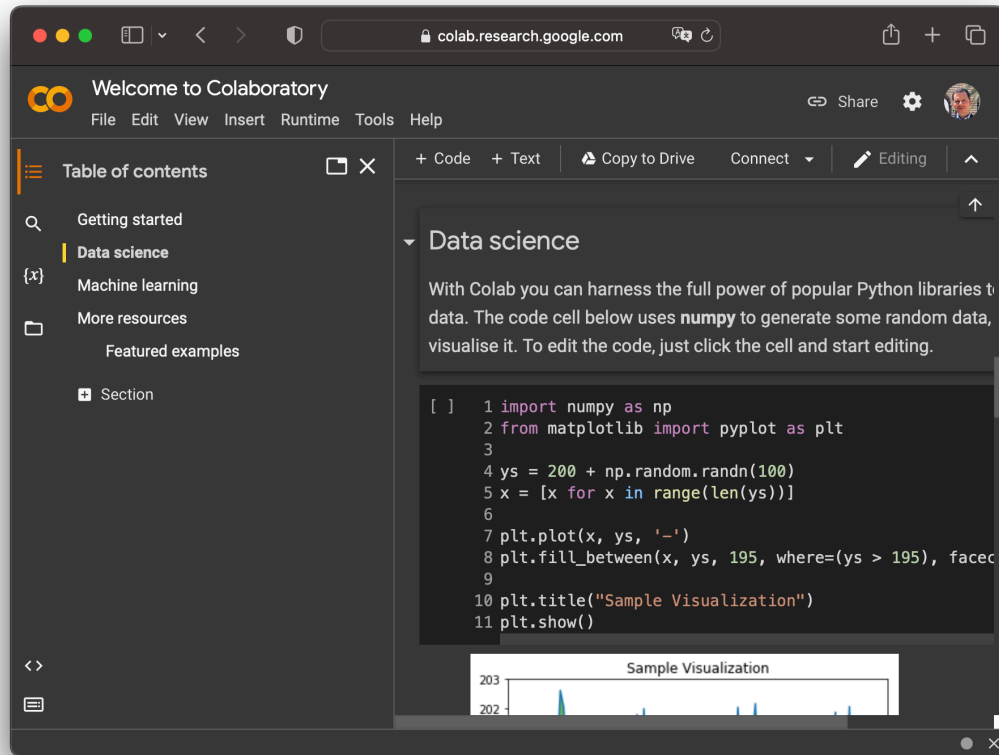 colab.research.google.com
Welcome to Colaboratory
File Edit View Insert Runtime Tools Help
Share
Table of contents
+ Code + Text Copy to Drive Connect Editing
Getting started
Data science
Machine learning
More resources
Featured examples
Section
{x}
Data science
With Colab you can harness the full power of popular Python libraries t
data. The code cell below uses numpy to generate some random data,
visualise it. To edit the code, just click the cell and start editing.
[ ] 1 import numpy as np
2 from matplotlib import pyplot as plt
3
4 ys = 200 + np.random.randn(100)
5 x = [x for x in range(len(ys))]
6
7 plt.plot(x, ys, '-')
8 plt.fill_between(x, ys, 195, where=(ys > 195), facec
9
10 plt.title("Sample Visualization")
11 plt.show()
Sample Visualization
203
202